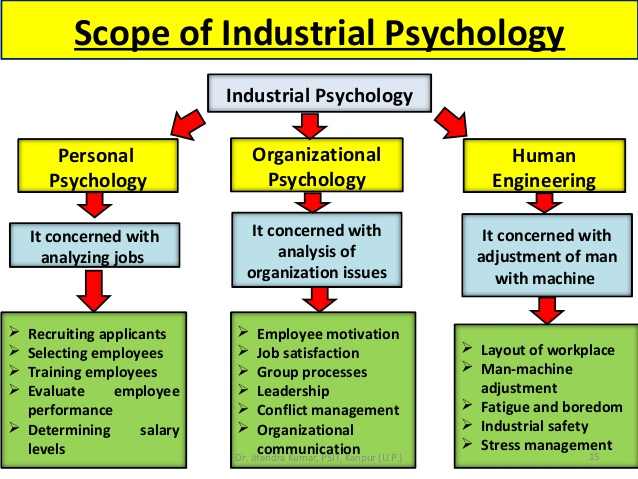 Scope of Industrial Psychology
Industrial Psychology
Personal
Psychology
It concerned with
analyzing jobs
➢ Recruiting applicants
➢ Selecting employees
➢ Training employees
➢ Evaluate employee
performance
➢ Determining salary
levels
Organizational
Psychology
It concerned with
analysis of
organization issues
➢ Employee motivation
➢ Job satisfaction
➢ Group processes
➢ Leadership
➢ Conflict management
➢ Organizational
communication
Human
Engineering
It concerned with
adjustment of man
with machine
➢ Layout of workplace
➢ Man-machine
adjustment
➢ Fatigue and boredom
➢ Industrial safety
➢ Stress management
Dr. Jitendra Kumar, PSIT, Kanpur (U.P.)
15